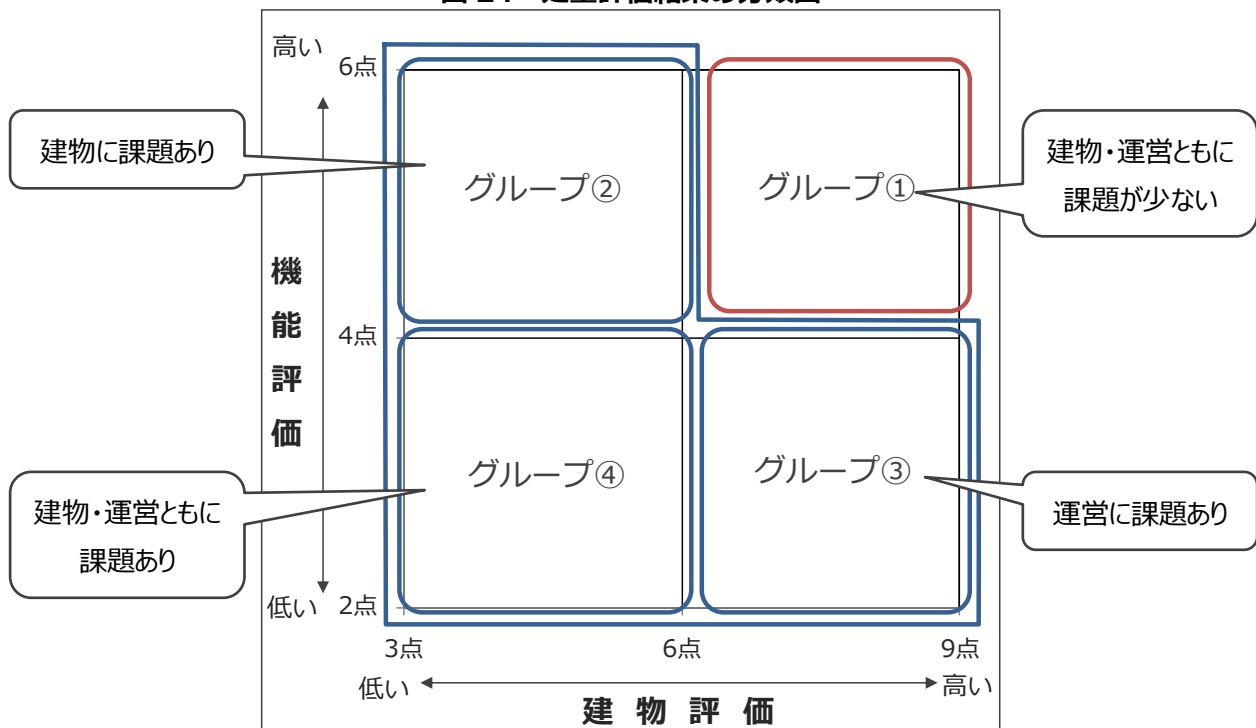 高い
6点
建物に課題あり
グループ②
グループ①
建物・運営ともに
課題が少ない
機能評価
4点
建物・運営ともに
課題あり
グループ④
グループ③
運営に課題あり
低い
2点
3点
6点
9点
低い
高い
建物評価